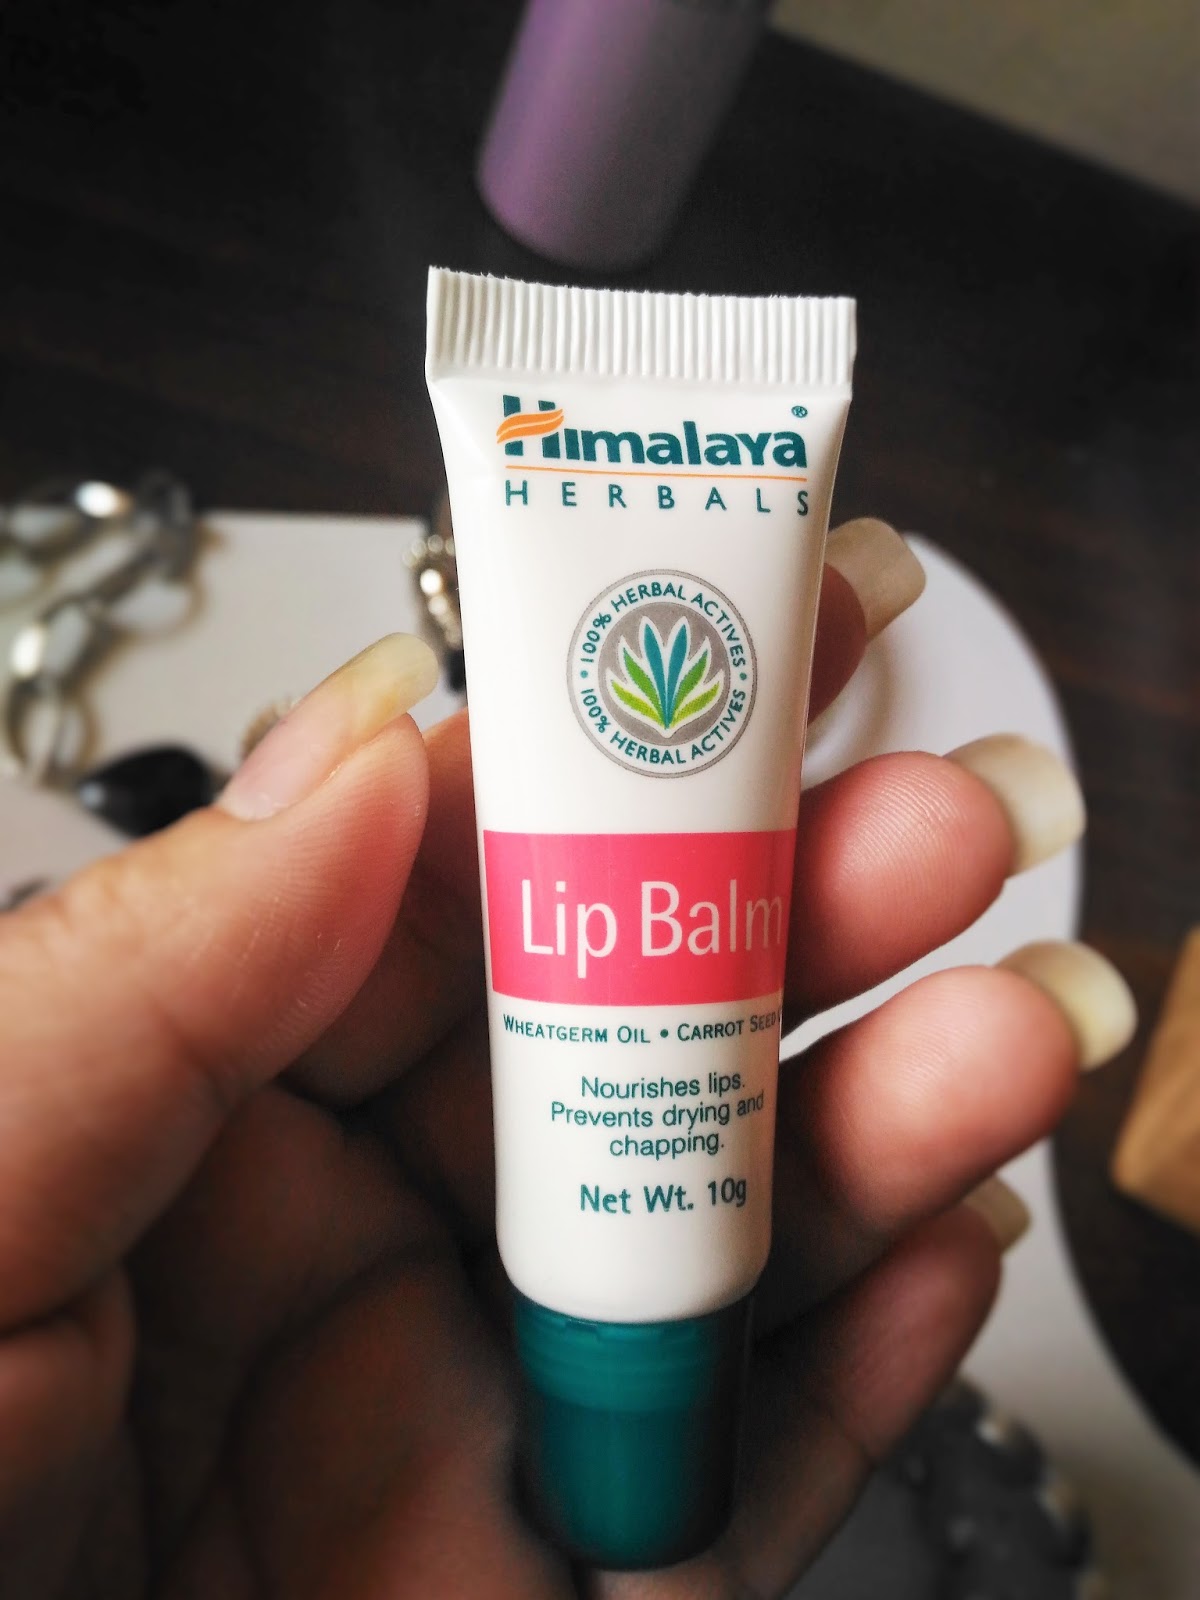 Himalaya®
HERBALS
• 100% HERBAL ACTIVES •
100% HERBAL ACTIVES
Lip Balm
WHEATGERM OIL • CARROT SEED
Nourishes lips.
Prevents drying and
chapping.
Net Wt. 10g